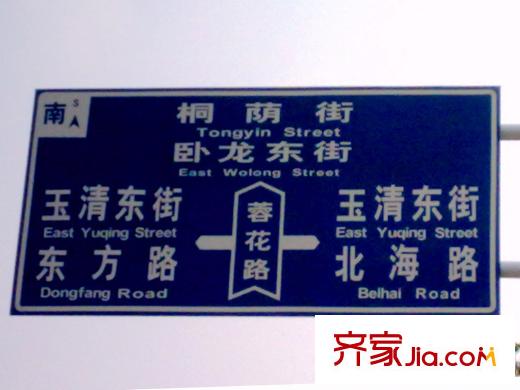 南 S
桐荫街
Tongyin Street
卧龙东街
East Wolong Street
玉清东街
East Yuqing Street
东方路
Dongfang Road
蓉花路
玉清东街
East Yuqing Street
北海路
Beihai Road
齐家Jia.com